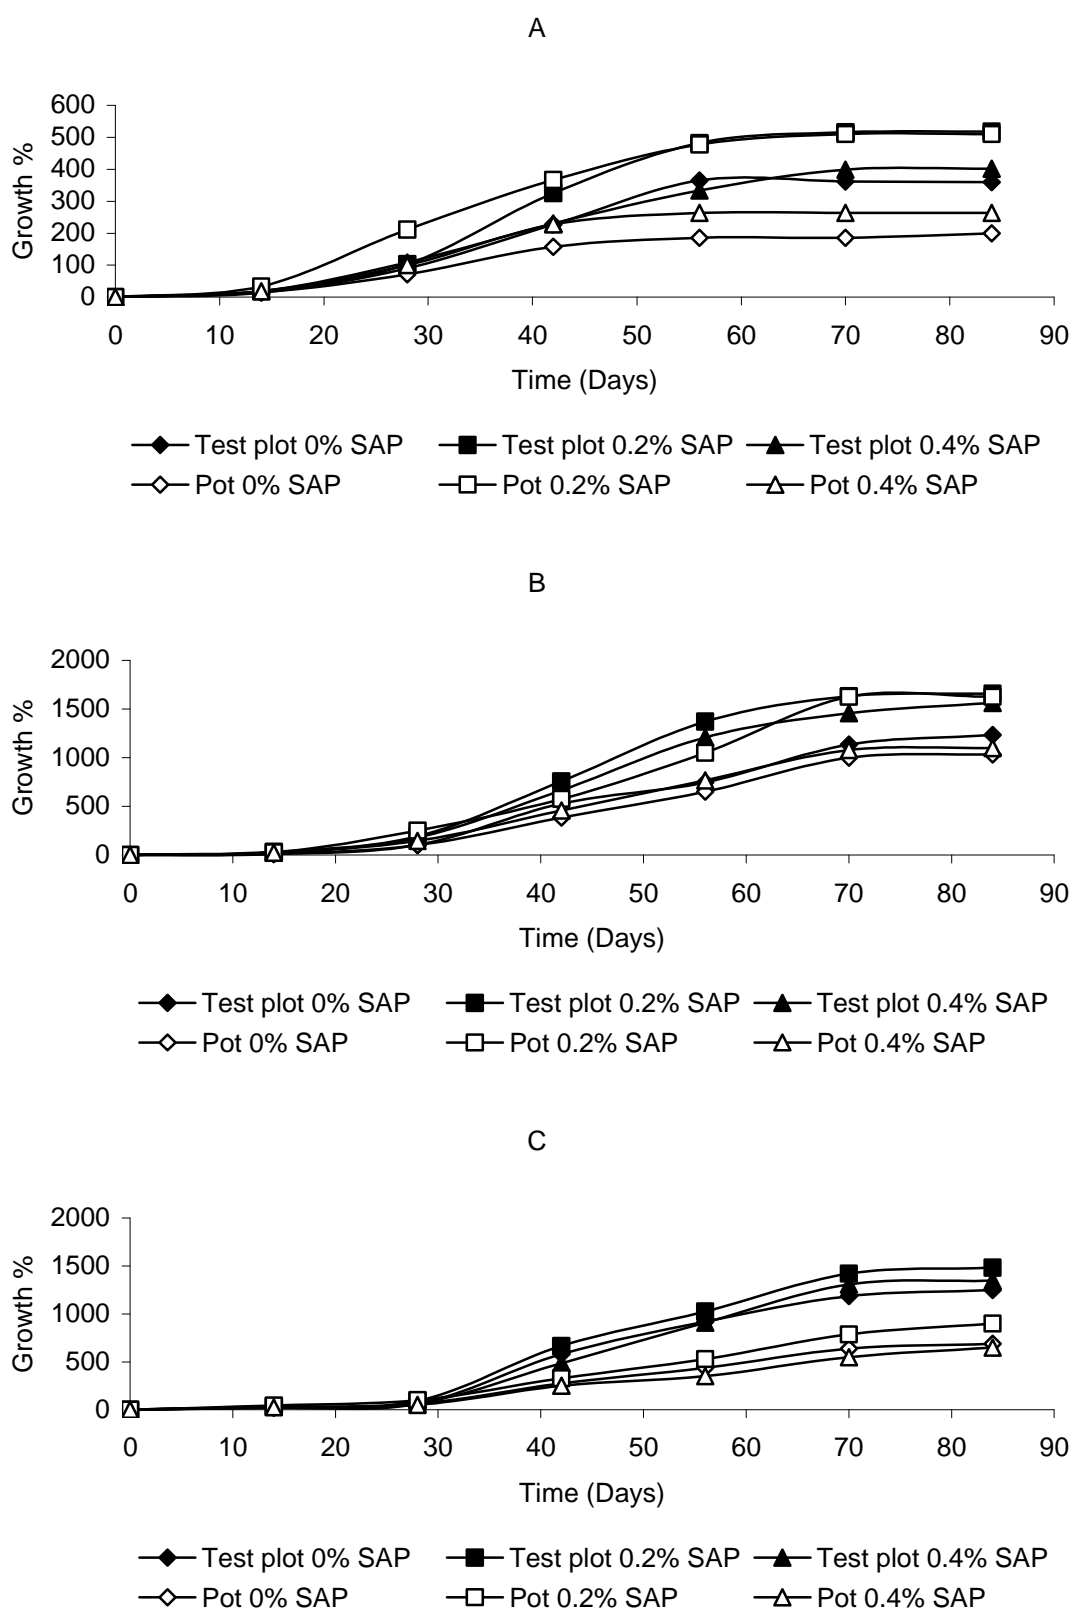 A
600
500
400
300
200
100
0
Growth %
0 10 20 30 40 50 60 70 80 90
Time (Days)
Test plot 0% SAP Test plot 0.2% SAP Test plot 0.4% SAP
Pot 0% SAP Pot 0.2% SAP Pot 0.4% SAP
B
2000
1500
1000
500
0
Growth %
0 10 20 30 40 50 60 70 80 90
Time (Days)
Test plot 0% SAP Test plot 0.2% SAP Test plot 0.4% SAP
Pot 0% SAP Pot 0.2% SAP Pot 0.4% SAP
C
2000
1500
1000
500
0
Growth %
0 10 20 30 40 50 60 70 80 90
Time (Days)
Test plot 0% SAP Test plot 0.2% SAP Test plot 0.4% SAP
Pot 0% SAP Pot 0.2% SAP Pot 0.4% SAP